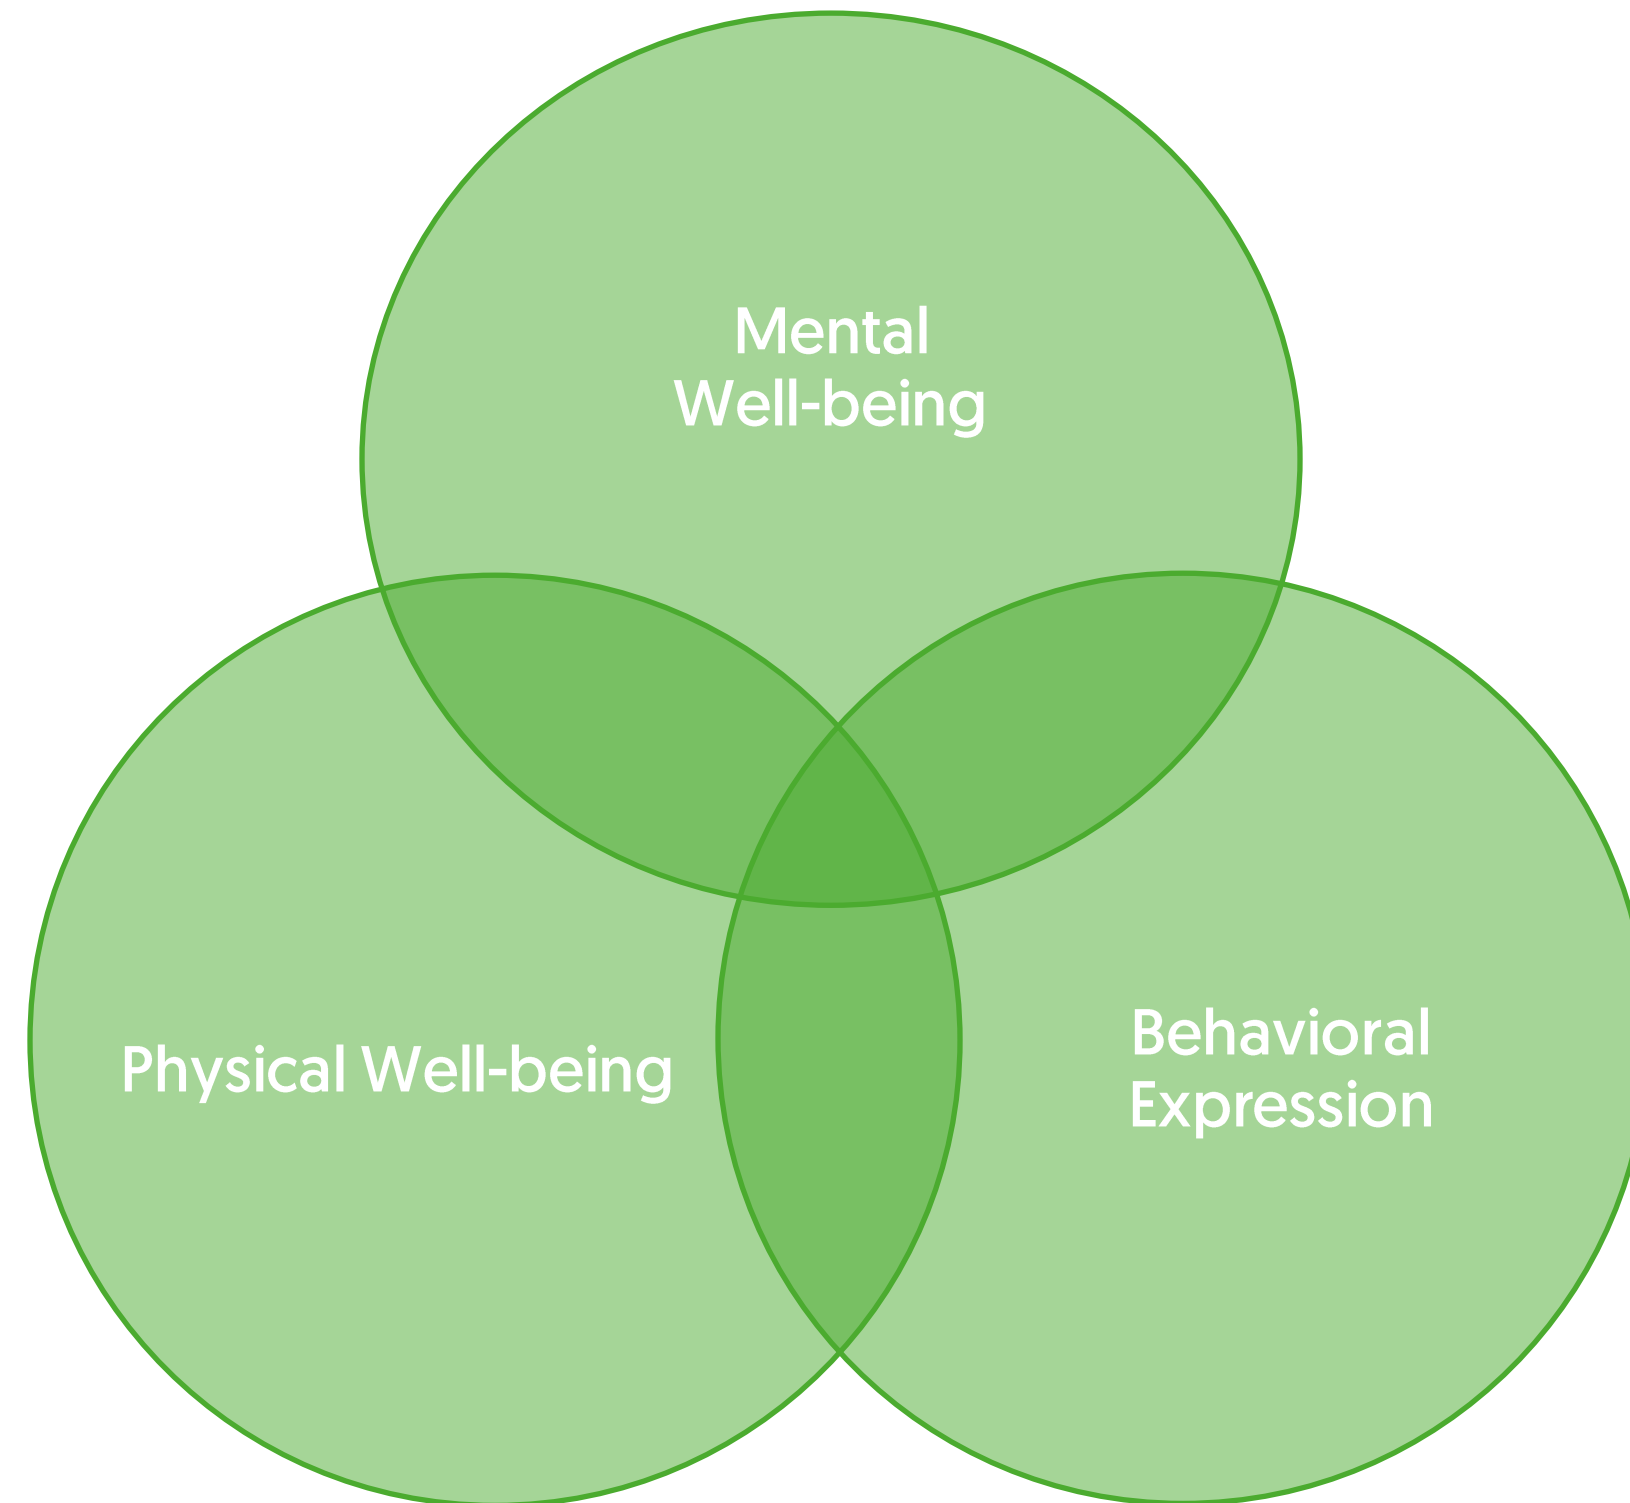 Mental
Well-being
Physical Well-being
Behavioral
Expression